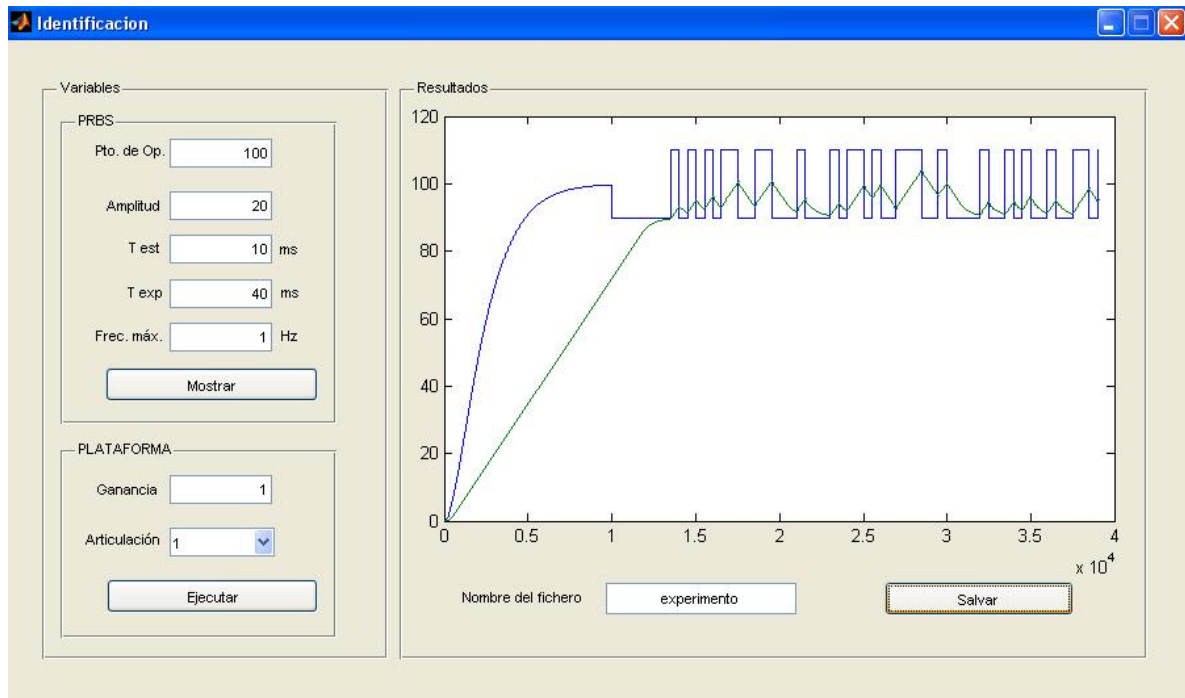 Identificacion
Variables
PRBS
Pto. de Op. 100
Amplitud 20
T est 10 ms
T exp 40 ms
Frec. máx. 1 Hz
Mostrar
PLATAFORMA
Ganancia 1
Articulación 1
Ejecutar
Resultados
120
100
80
60
40
20
0
0 0.5 1 1.5 2 2.5 3 3.5 4
x 10^4
Nombre del fichero experimento Salvar